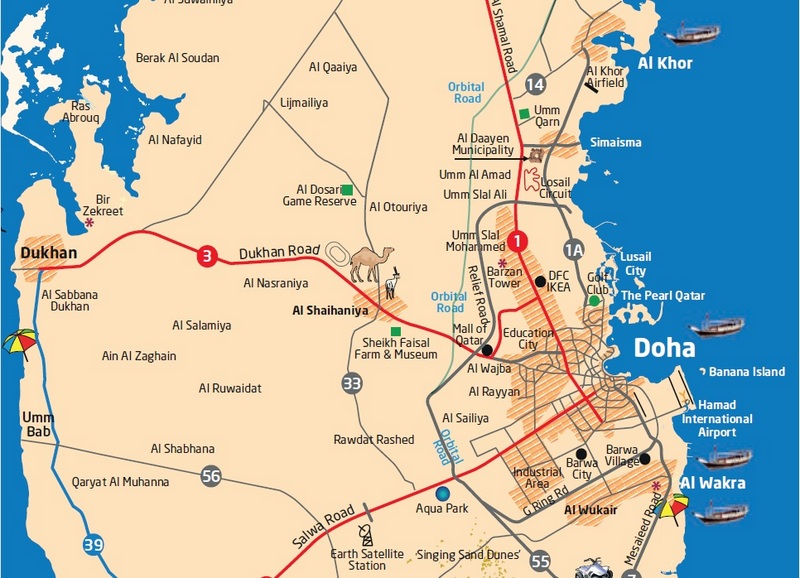 Al Suwaihliya
Al Shamal Road
Berak Al Soudan
Al Qaaiya
Al Khor
Orbital
Road
14
Al Khor
Airfield
Lijmailiya
Ras
Abrouq
Umm
Qarn
Al Nafayid
Al Daayen
Municipality
Simaisma
Umm Al Amad
Al Dosari
Game Reserve
Umm Slal Ali
Losail
Circuit
Bir
Zekreet
Al Otouriya
Umm Slal
Mohammed
1
1A
Dukhan
3
Dukhan Road
Barzan
Tower
DFC
IKEA
Lusail
City
Golf
Club
Al Nasraniya
Relief Road
Al Sabbana
Dukhan
Orbital
Road
The Pearl Qatar
Al Shaihaniya
Al Salamiya
Mall of
Qatar
Education
City
Sheikh Faisal
Farm & Museum
Doha
Ain Al Zaghain
Al Wajba
Banana Island
33
Al Ruwaidat
Al Rayyan
Hamad
International
Airport
Umm
Bab
Al Sailiya
Rawdat Rashed
Orbital
Road
Al Shabhana
Barwa
City
Barwa
Village
56
Industrial
Area
Qaryat Al Muhanna
Al Wakra
G Ring Rd
Aqua Park
Al Wukair
Salwa Road
Mesaieed Road
39
Earth Satellite
Station
'Singing Sand Dunes'
55
7